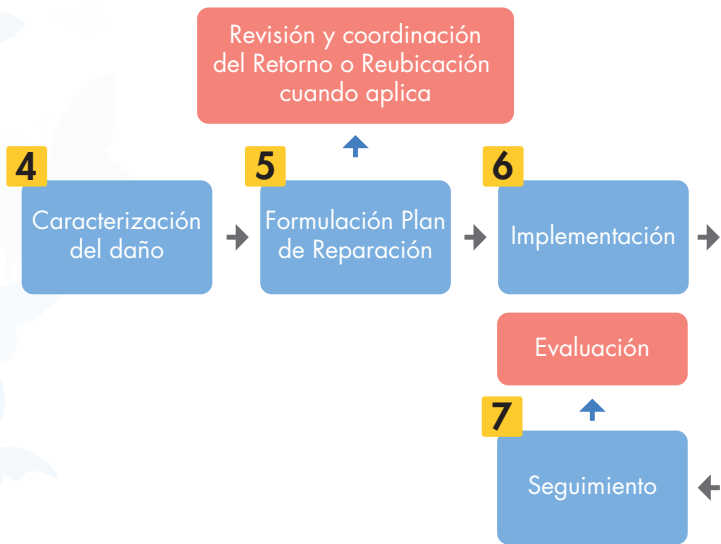 Revisión y coordinación
del Retorno o Reubicación
cuando aplica
4
Caracterización
del daño
5
Formulación Plan
de Reparación
6
Implementación
Evaluación
7
Seguimiento